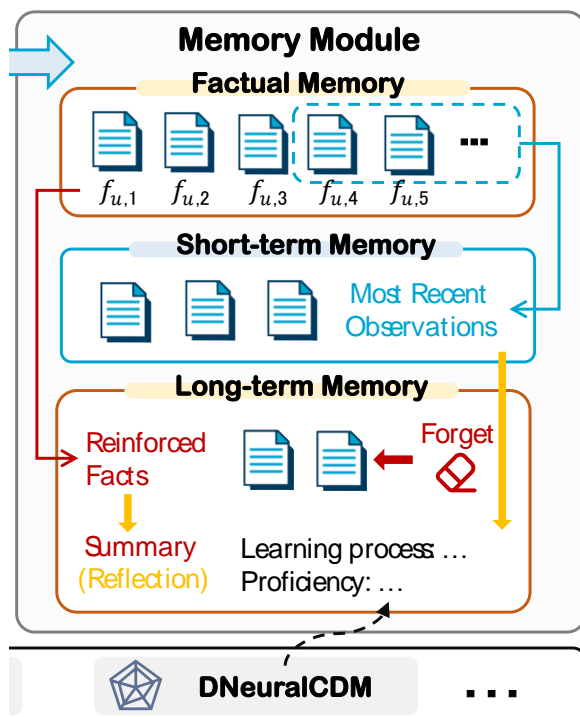 Memory Module
Factual Memory
...
f_{u,1} f_{u,2} f_{u,3} f_{u,4} f_{u,5}
Short-term Memory
Most Recent
Observations
Long-term Memory
Reinforced
Facts
Forget
Summary
(Reflection)
Learning process: ...
Proficiency: ...
DNeuralCDM
...